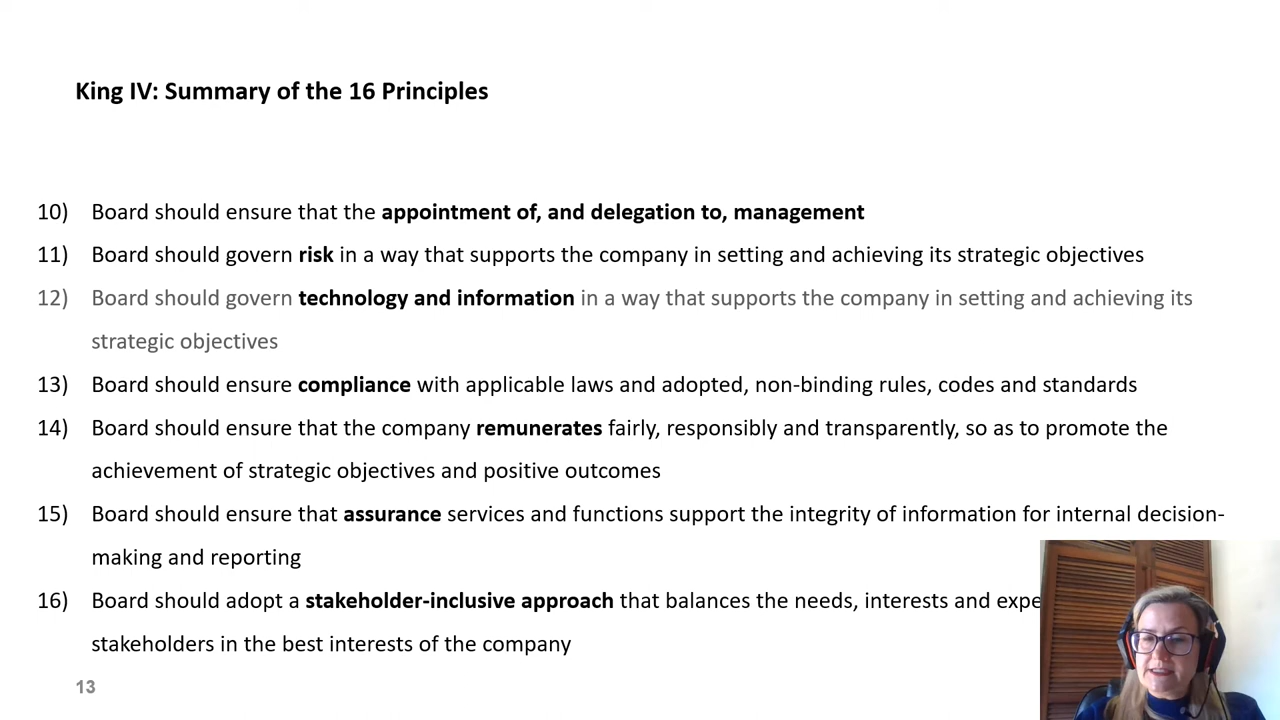 King IV: Summary of the 16 Principles
10) Board should ensure that the appointment of, and delegation to, management
11) Board should govern risk in a way that supports the company in setting and achieving its strategic objectives
12) Board should govern technology and information in a way that supports the company in setting and achieving its
strategic objectives
13) Board should ensure compliance with applicable laws and adopted, non-binding rules, codes and standards
14) Board should ensure that the company remunerates fairly, responsibly and transparently, so as to promote the
achievement of strategic objectives and positive outcomes
15) Board should ensure that assurance services and functions support the integrity of information for internal decision-
making and reporting
16) Board should adopt a stakeholder-inclusive approach that balances the needs, interests and expe
stakeholders in the best interests of the company
13